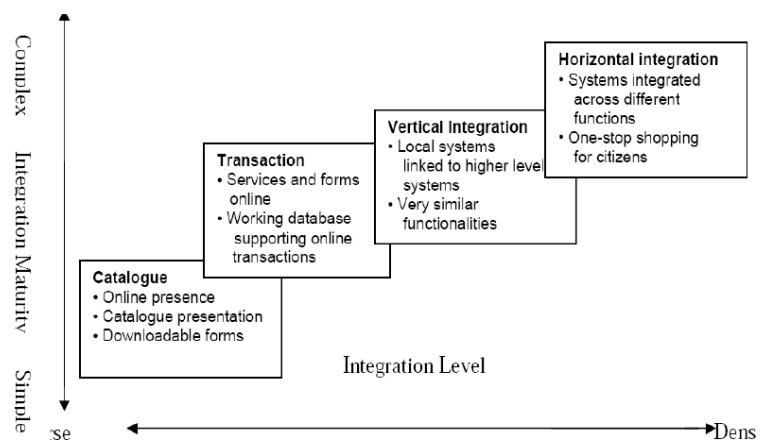 Complex
Integration Maturity
Simple
Horizontal integration
• Systems integrated
across different
functions
• One-stop shopping
for citizens
Vertical Integration
• Local systems
linked to higher level
systems
• Very similar
functionalities
Transaction
• Services and forms
online
• Working database
supporting online
transactions
Catalogue
• Online presence
• Catalogue presentation
• Downloadable forms
Integration Level
Dens